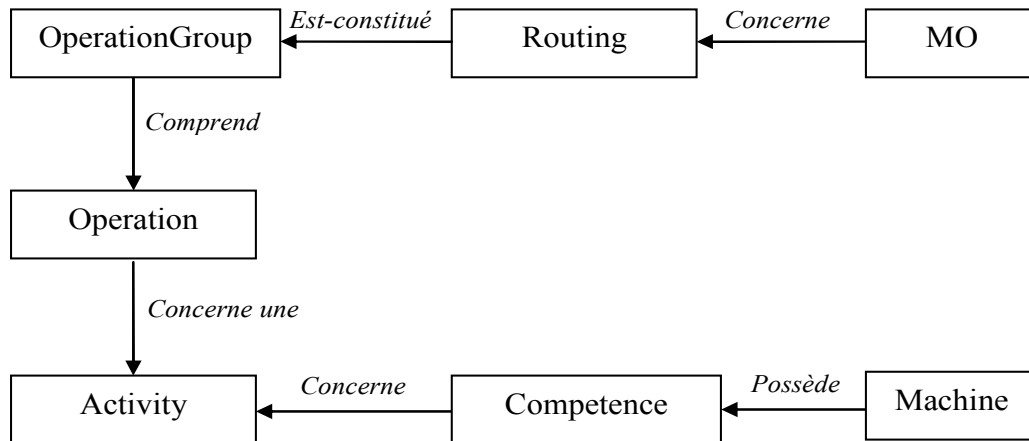 OperationGroup
Est-constitué
Routing
Concerne
MO
Comprend
Operation
Concerne une
Activity
Concerne
Competence
Possède
Machine